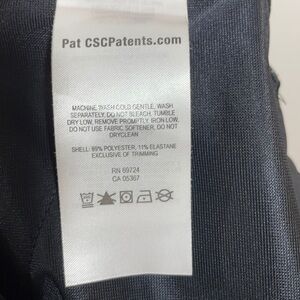 Pat CSCPatents.com
MACHINE WASH COLD GENTLE, WASH
SEPARATELY, DO NOT BLEACH, TUMBLE
DRY LOW, REMOVE PROMPTLY, IRON LOW,
DO NOT USE FABRIC SOFTENER, DO NOT
DRYCLEAN
SHELL: 89% POLYESTER, 11% ELASTANE
EXCLUSIVE OF TRIMMING
RN 69724
CA 05367